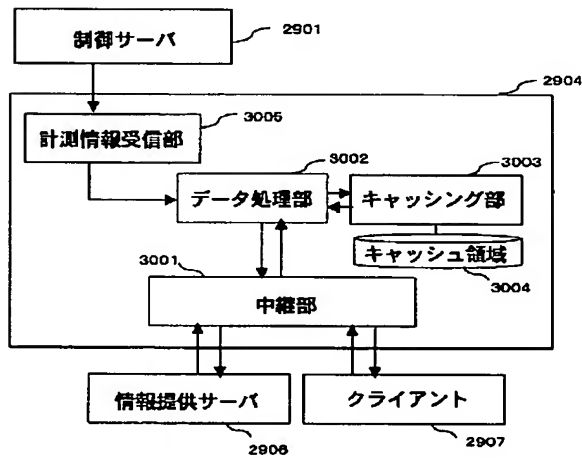 制御サーバ
2901
2904
計測情報受信部
3005
データ処理部
3002
キャッシング部
3003
キャッシュ領域
3004
3001
中継部
情報提供サーバ
2906
クライアント
2907